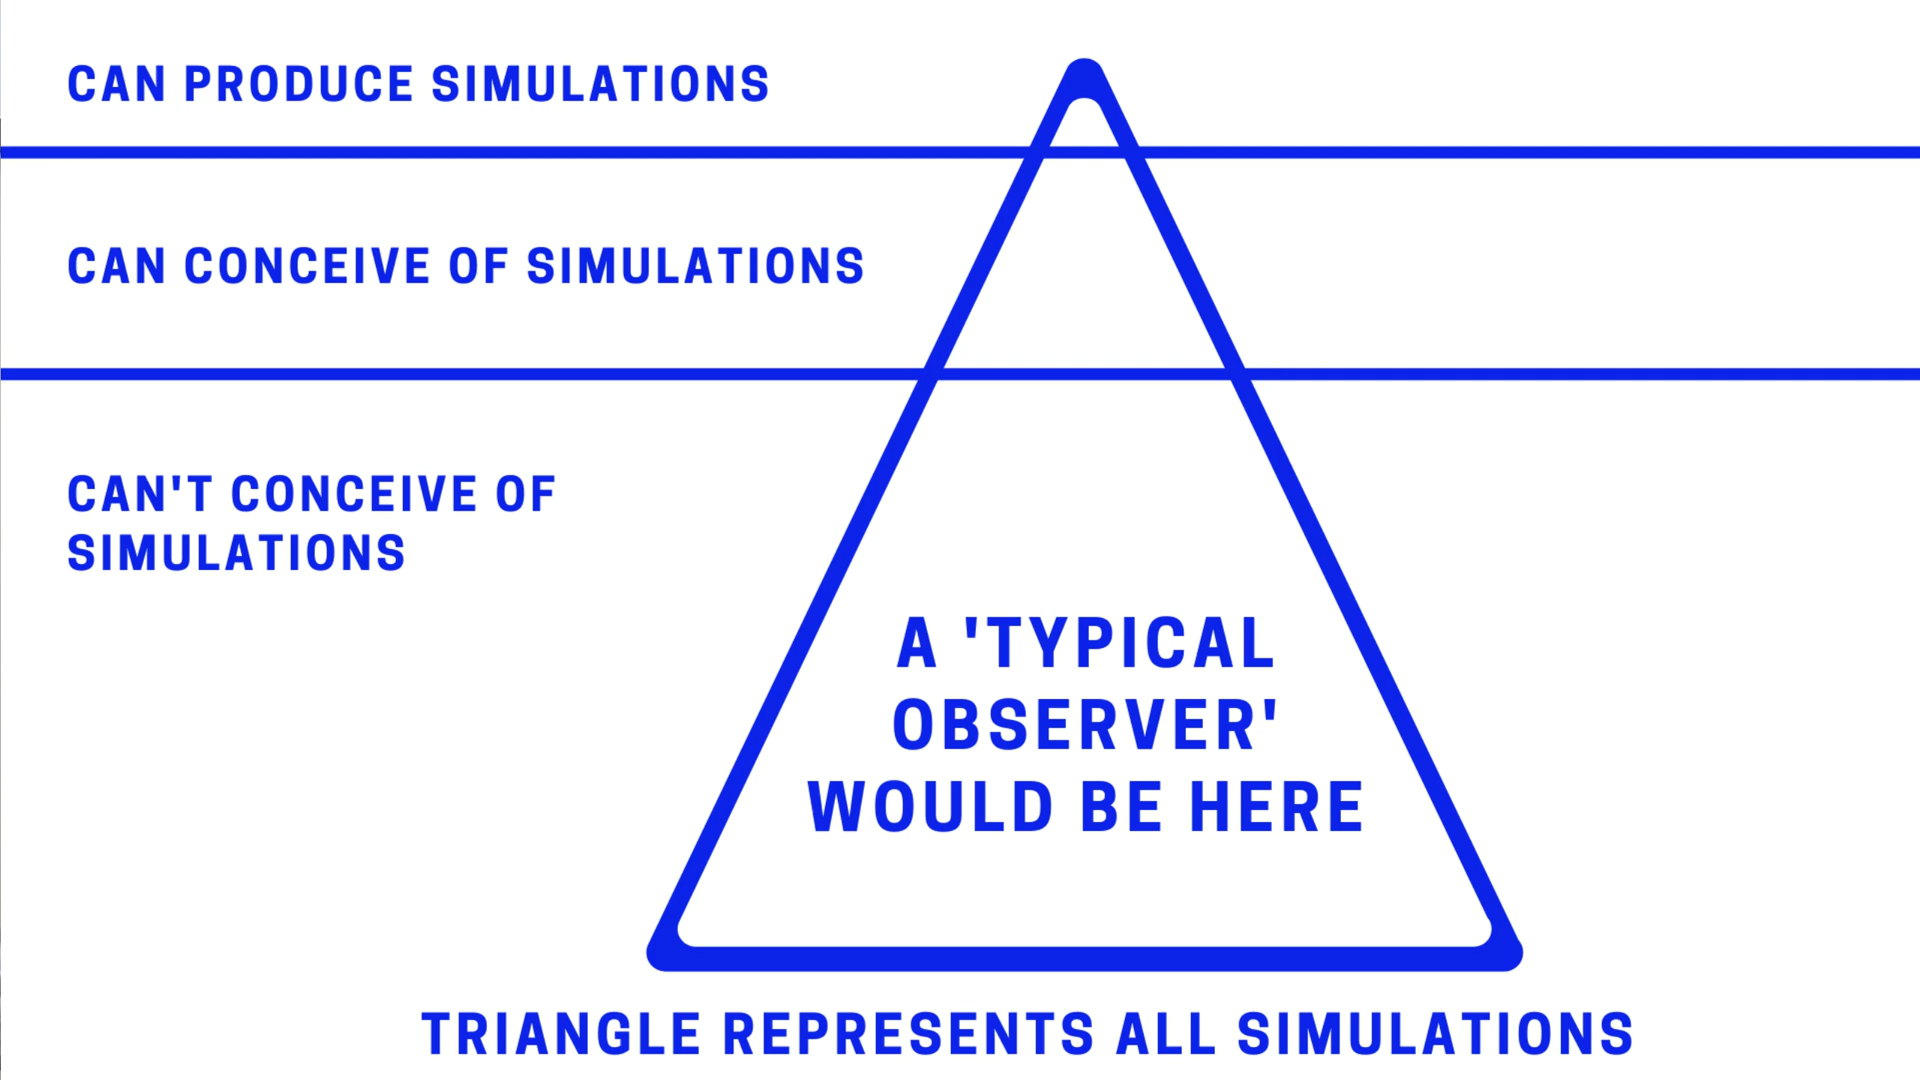 CAN PRODUCE SIMULATIONS
CAN CONCEIVE OF SIMULATIONS
CAN'T CONCEIVE OF
SIMULATIONS
A 'TYPICAL
OBSERVER'
WOULD BE HERE
TRIANGLE REPRESENTS ALL SIMULATIONS